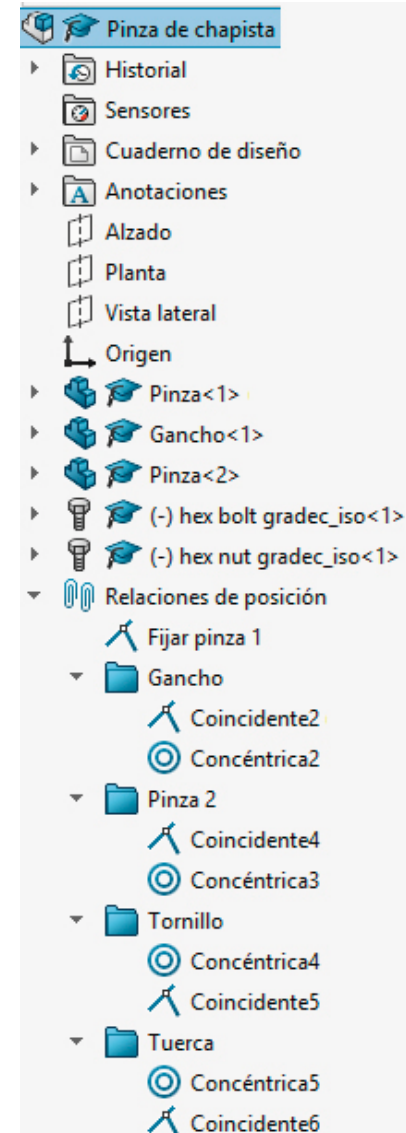 Pinza de chapista
Historial
Sensores
Cuaderno de diseño
A Anotaciones
Alzado
Planta
Vista lateral
Origen
Pinza<1>
Gancho<1>
Pinza<2>
(-) hex bolt gradec_iso<1>
(-) hex nut gradec_iso<1>
Relaciones de posición
Fijar pinza 1
Gancho
Coincidente2
Concéntrica2
Pinza 2
Coincidente4
Concéntrica3
Tornillo
Concéntrica4
Coincidente5
Tuerca
Concéntrica5
Coincidente6